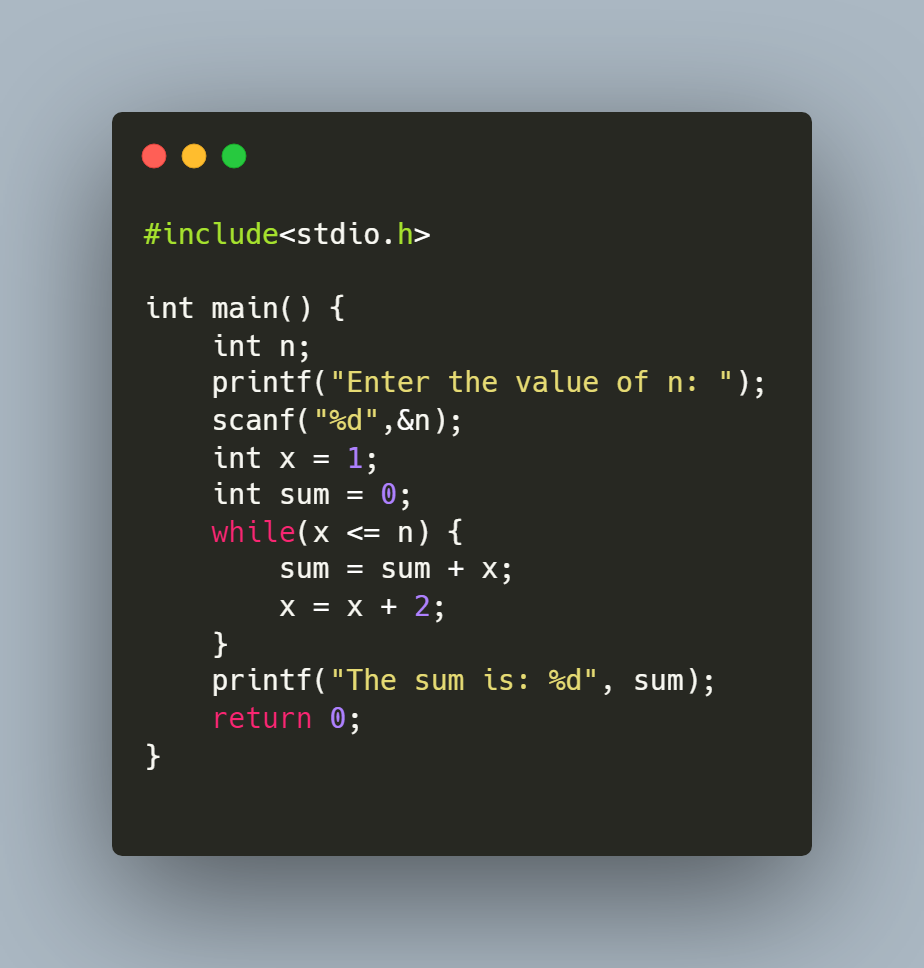 #include<stdio.h>

int main() {
    int n;
    printf("Enter the value of n: ");
    scanf("%d",&n);
    int x = 1;
    int sum = 0;
    while(x <= n) {
        sum = sum + x;
        x = x + 2;
    }
    printf("The sum is: %d", sum);
    return 0;
}